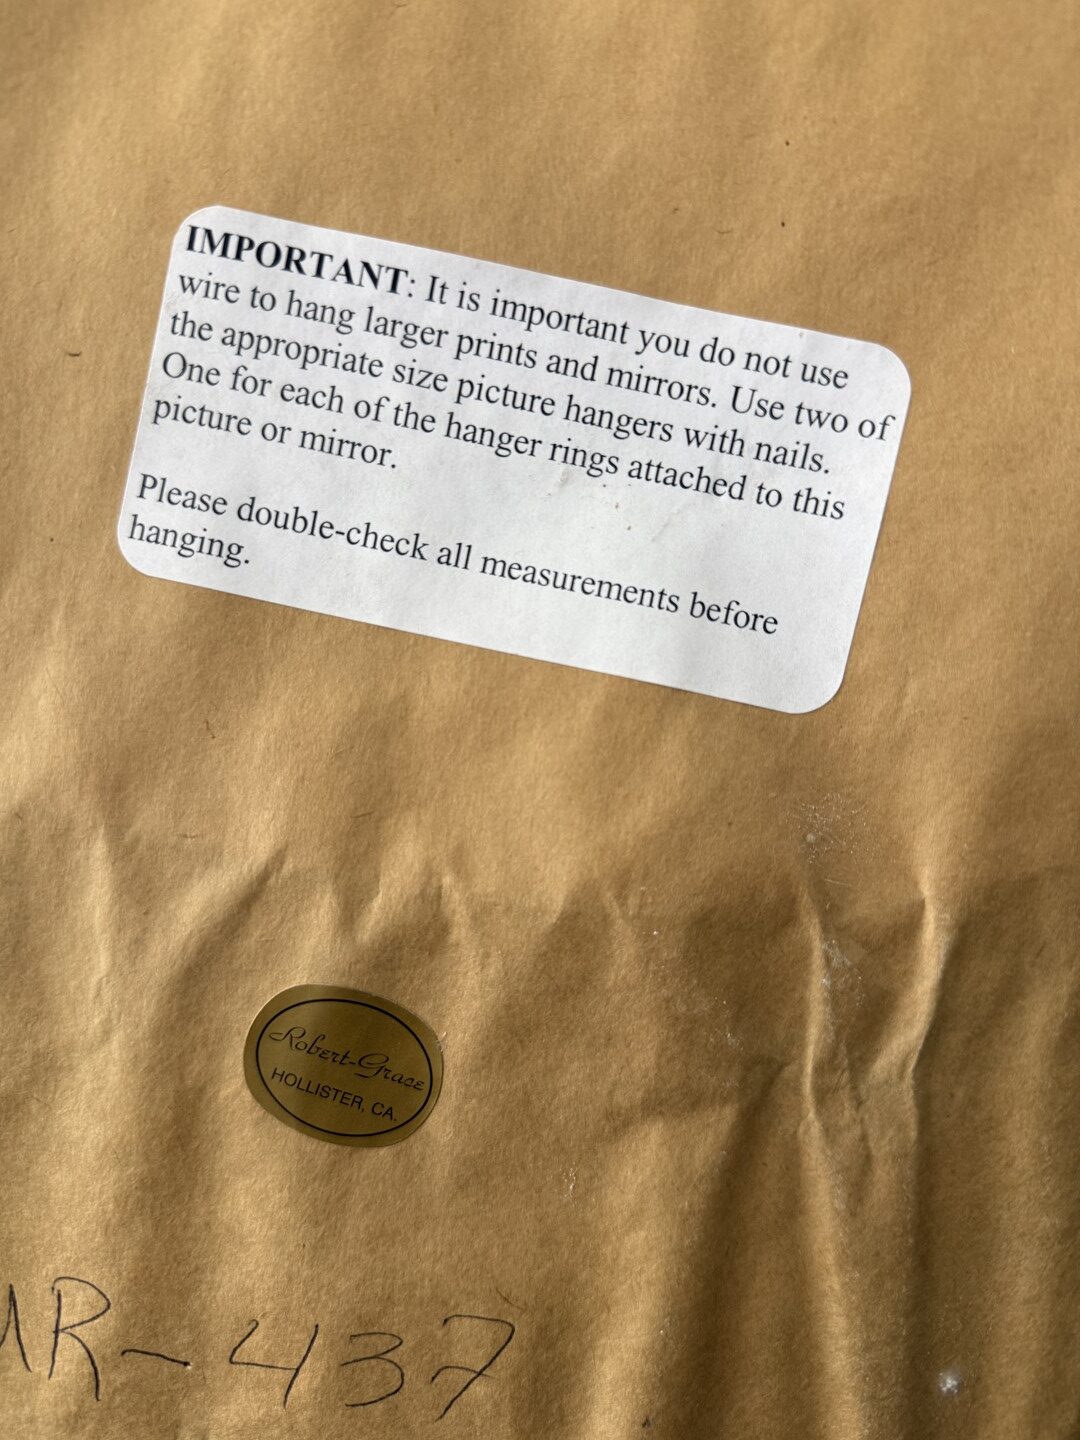 IMPORTANT: It is important you do not use
wire to hang larger prints and mirrors. Use two of
the appropriate size picture hangers with nails.
One for each of the hanger rings attached to this
picture or mirror.
Please double-check all measurements before
hanging.
Robert-Grace
HOLLISTER, CA.
MR-437